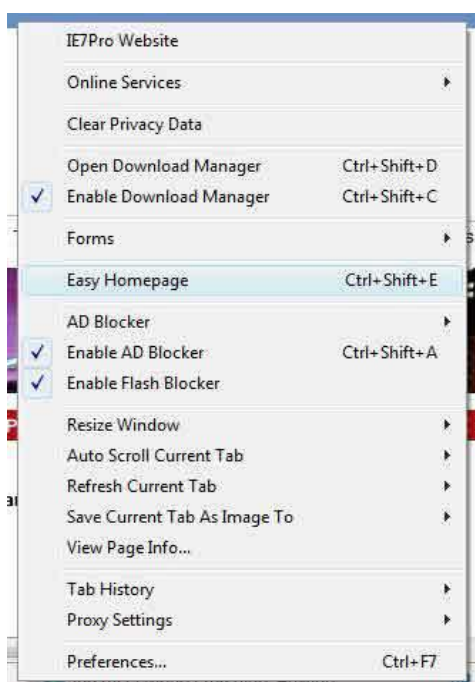 IE7Pro Website
Online Services
Clear Privacy Data
Open Download Manager Ctrl+Shift+D
Enable Download Manager Ctrl+Shift+C
Forms
Easy Homepage Ctrl+Shift+E
AD Blocker
Enable AD Blocker Ctrl+Shift+A
Enable Flash Blocker
Resize Window
Auto Scroll Current Tab
Refresh Current Tab
Save Current Tab As Image To
View Page Info...
Tab History
Proxy Settings
Preferences... Ctrl+F7